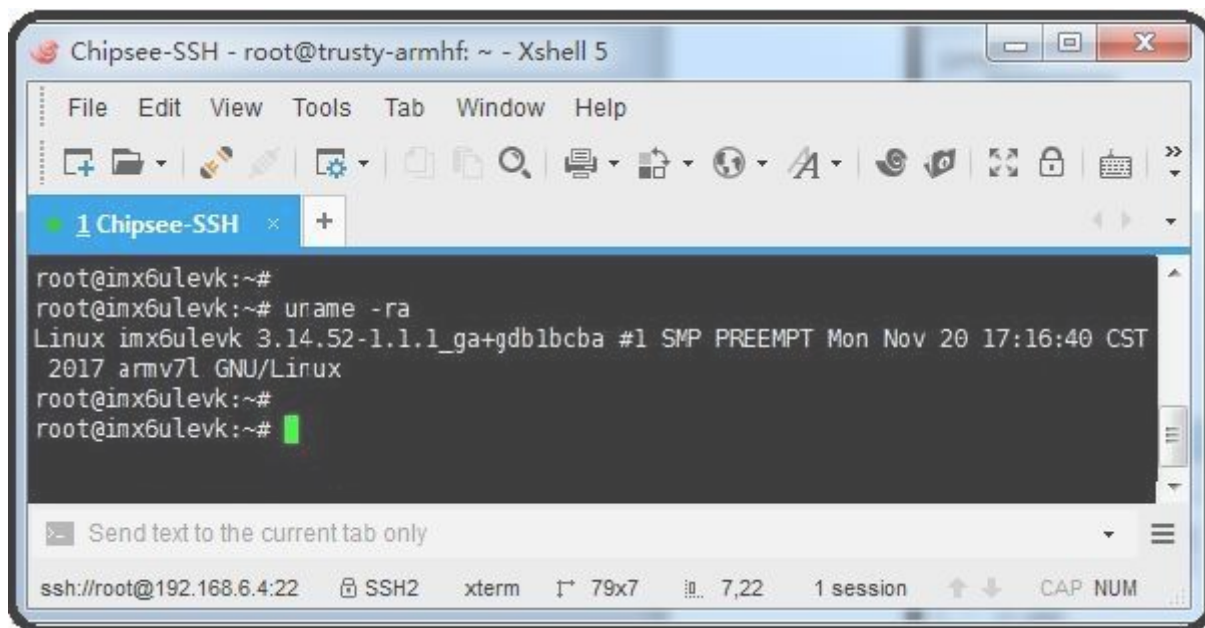 Chipsee-SSH - root@trusty-armhf: ~ - Xshell 5
File Edit View Tools Tab Window Help
1 Chipsee-SSH
root@imx6ulevk:~#
root@imx6ulevk:~# uname -ra
Linux imx6ulevk 3.14.52-1.1.1_ga+gdb1bcba #1 SMP PREEMPT Mon Nov 20 17:16:40 CST
2017 armv7l GNU/Linux
root@imx6ulevk:~#
root@imx6ulevk:~#
Send text to the current tab only
ssh://root@192.168.6.4:22 SSH2 xterm 79x7 7,22 1 session CAP NUM